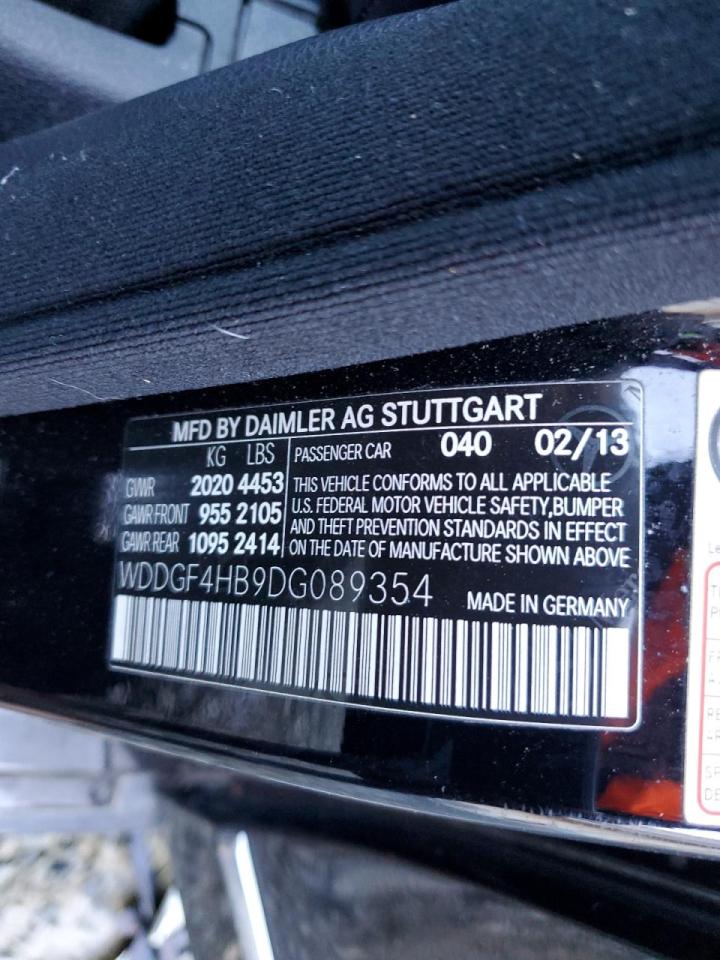 MFD BY DAIMLER AG STUTTGART
KG LBS
GVWR 2020 4453
GAWR FRONT 955 2105
GAWR REAR 1095 2414
PASSENGER CAR 040 02/13
THIS VEHICLE CONFORMS TO ALL APPLICABLE
U.S. FEDERAL MOTOR VEHICLE SAFETY,BUMPER
AND THEFT PREVENTION STANDARDS IN EFFECT
ON THE DATE OF MANUFACTURE SHOWN ABOVE
WDDGF4HB9DG089354
MADE IN GERMANY